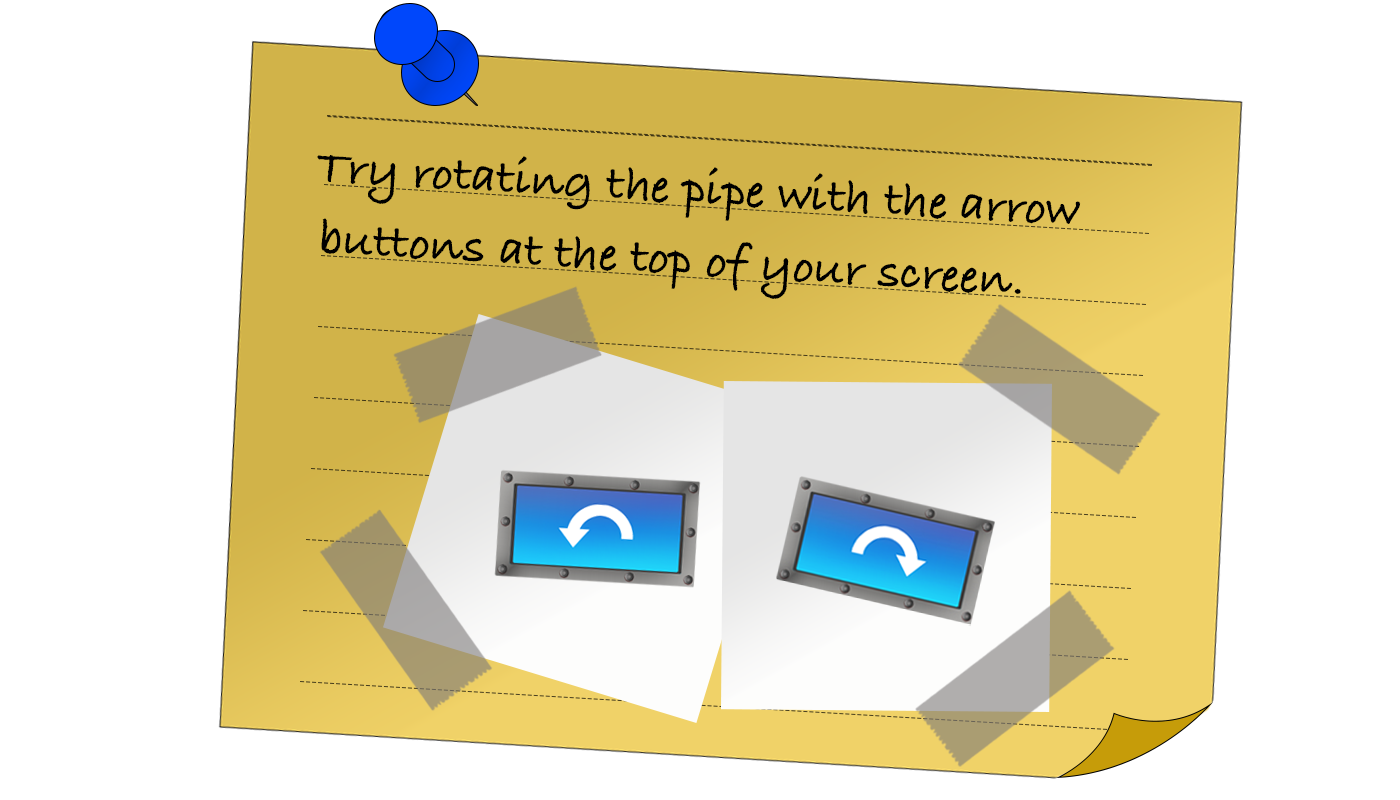 Try rotating the pipe with the arrow
buttons at the top of your screen.